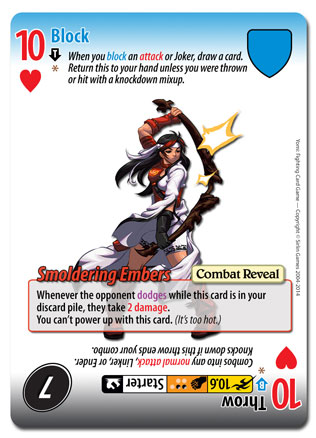 10 Block
When you block an attack or Joker, draw a card.
* Return this to your hand unless you were thrown
or hit with a knockdown mixup.
Yomi: Fighting Card Game — Copyright © Sirlin Games 2004-2014
Smoldering Embers
Combat Reveal
Whenever the opponent dodges while this card is in your
discard pile, they take 2 damage.
You can't power up with this card. (It's too hot.)
10 Throw
10.6
Starter
7
* Combos any into any normal attack, Linker, or Ender.
Knocks down if this throw ends your combo.